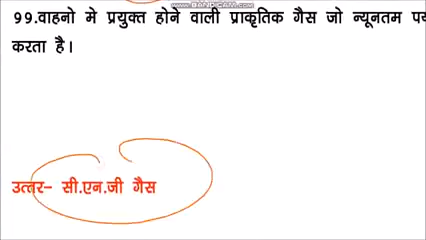 99.वाहनो मे प्रयुक्त होने वाली प्राकृतिक गैस जो न्यूनतम
करता है।
उत्तर- सी.एन.जी गैस